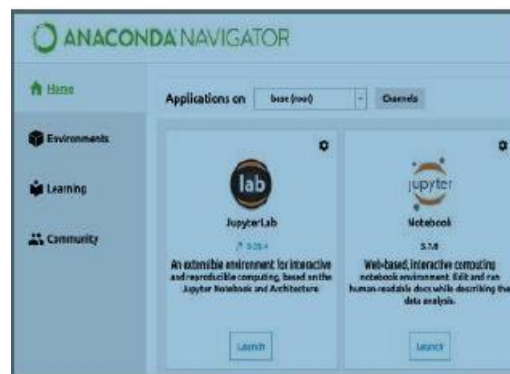 ANACONDA NAVIGATOR
Home
Environments
Learning
Community
Applications on
base (root)
Channels
lab
JupyterLab
An extensible environment for interactive
and reproducible computing, based on the
Jupyter Notebook and Architecture
Launch
jupyter
Notebook
Web-based, interactive computing
notebook environment. Edit and run
human-readable docs while describing the
data analysis.
Launch